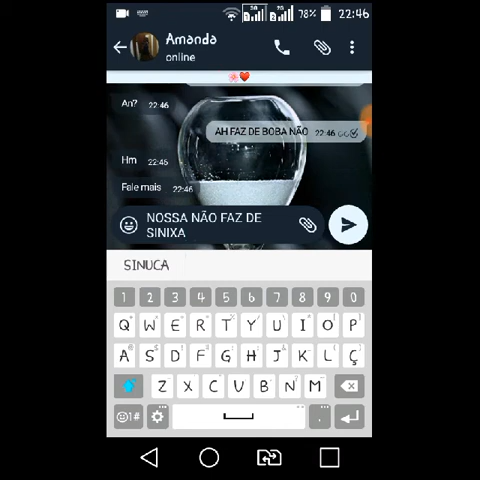 78% 22:46
Amanda
online
An? 22:46
AH FAZ DE BOBA NÃO 22:46
Hm 22:46
Fale mais 22:46
NOSSA NÃO FAZ DE
SINIXA
SINUCA
1 2 3 4 5 6 7 8 9 0
Q W E R T Y U I O P
A S D F G H J K L Ç
Z X C V B N M
1# .